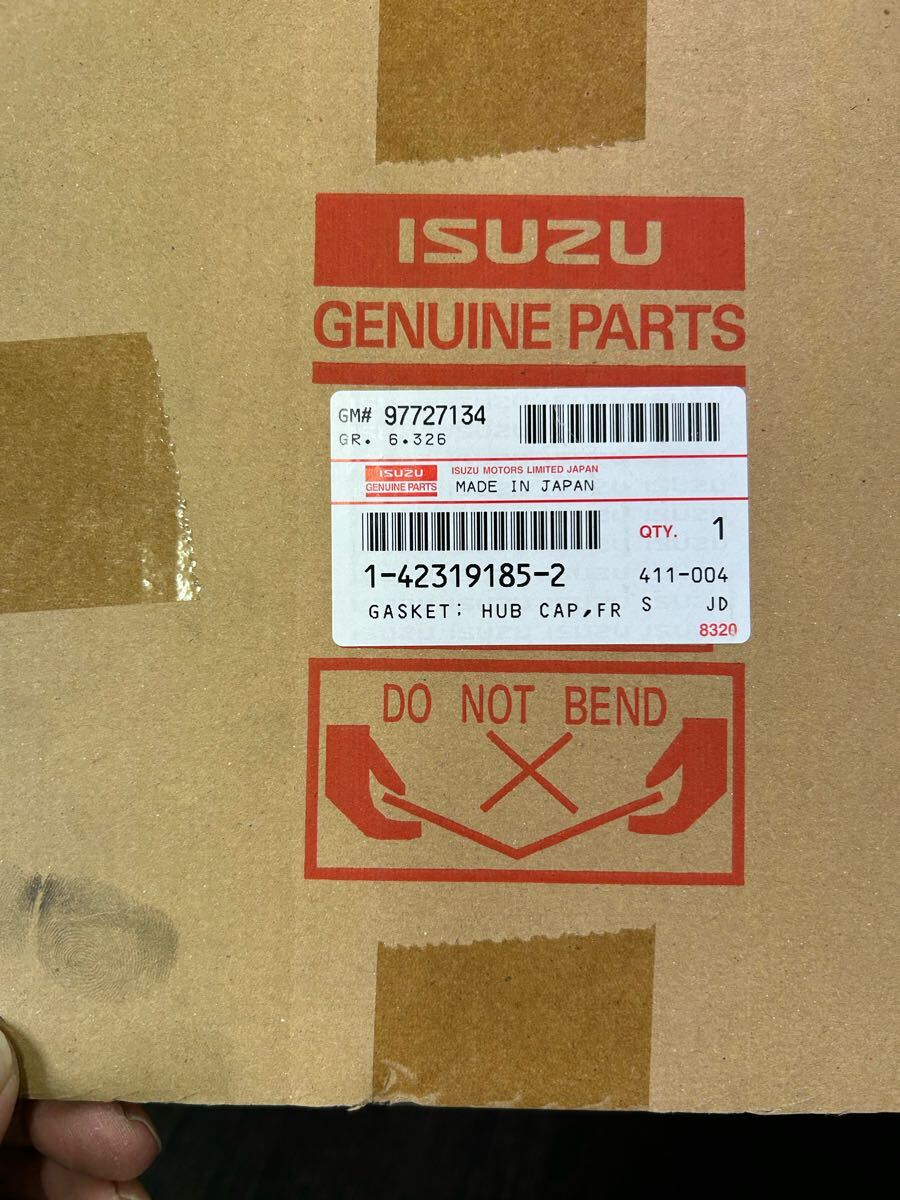 ISUZU
GENUINE PARTS
GM# 97727134
GR. 6.326
ISUZU
GENUINE PARTS
ISUZU MOTORS LIMITED JAPAN
MADE IN JAPAN
QTY. 1
1-42319185-2
411-004
GASKET; HUB CAP,FR
S JD
8320
DO NOT BEND